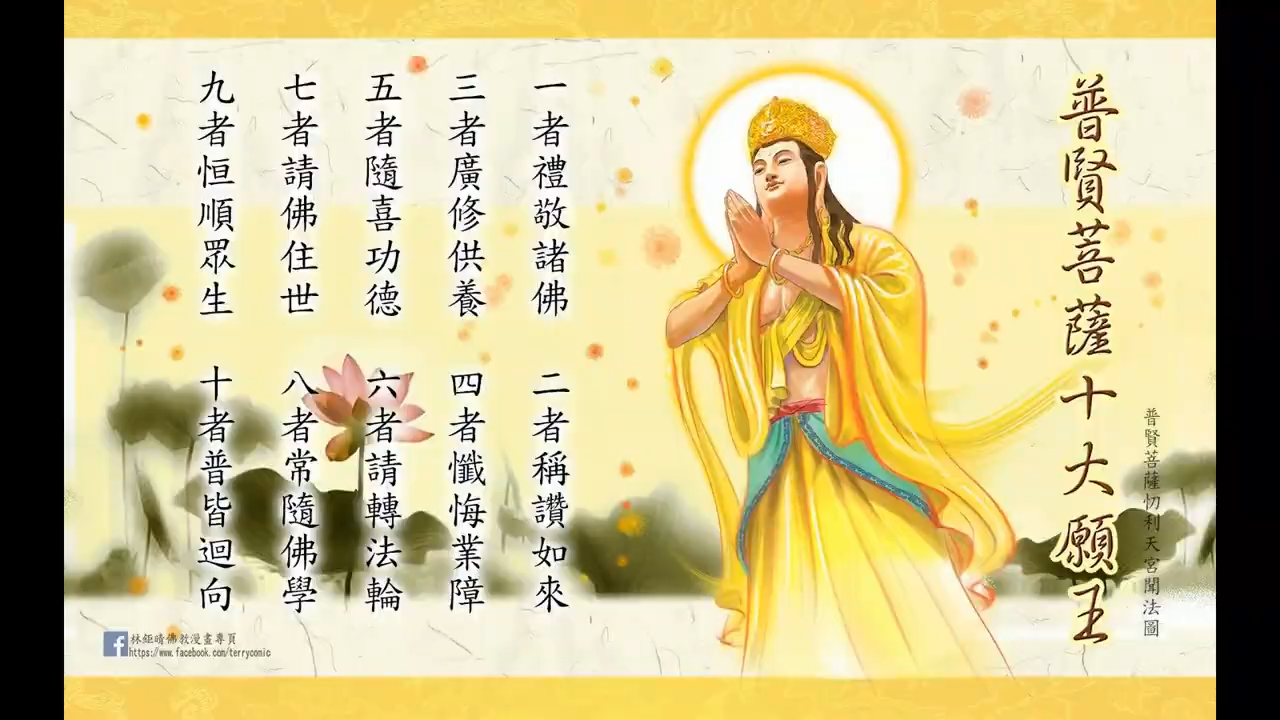 普賢菩薩十大願王
普賢菩薩忉利天宮聞法圖
一者禮敬諸佛
二者稱讚如來
三者廣修供養
四者懺悔業障
五者隨喜功德
六者請轉法輪
七者請佛住世
八者常隨佛學
九者恒順眾生
十者普皆迴向
林鉅晴佛教漫畫專頁
https://www.facebook.com/terrycomic